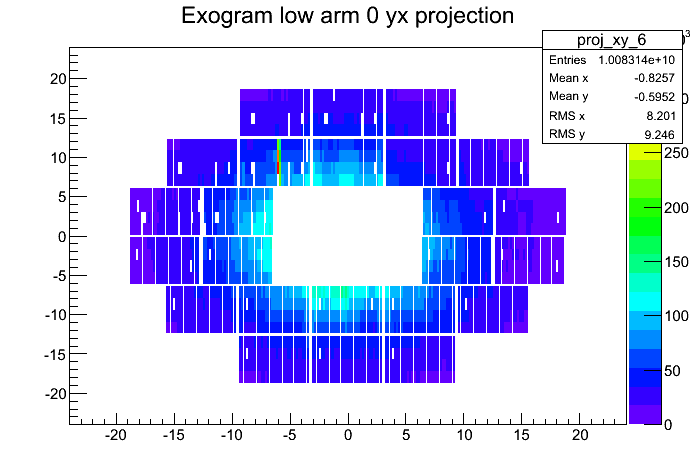 Exogram low arm 0 yx projection
proj_xy_6
Entries 1.008314e+10
Mean x -0.8257
Mean y -0.5952
RMS x 8.201
RMS y 9.246
20
15
10
5
0
-5
-10
-15
-20
-20 -15 -10 -5 0 5 10 15 20
250
200
150
100
50
0